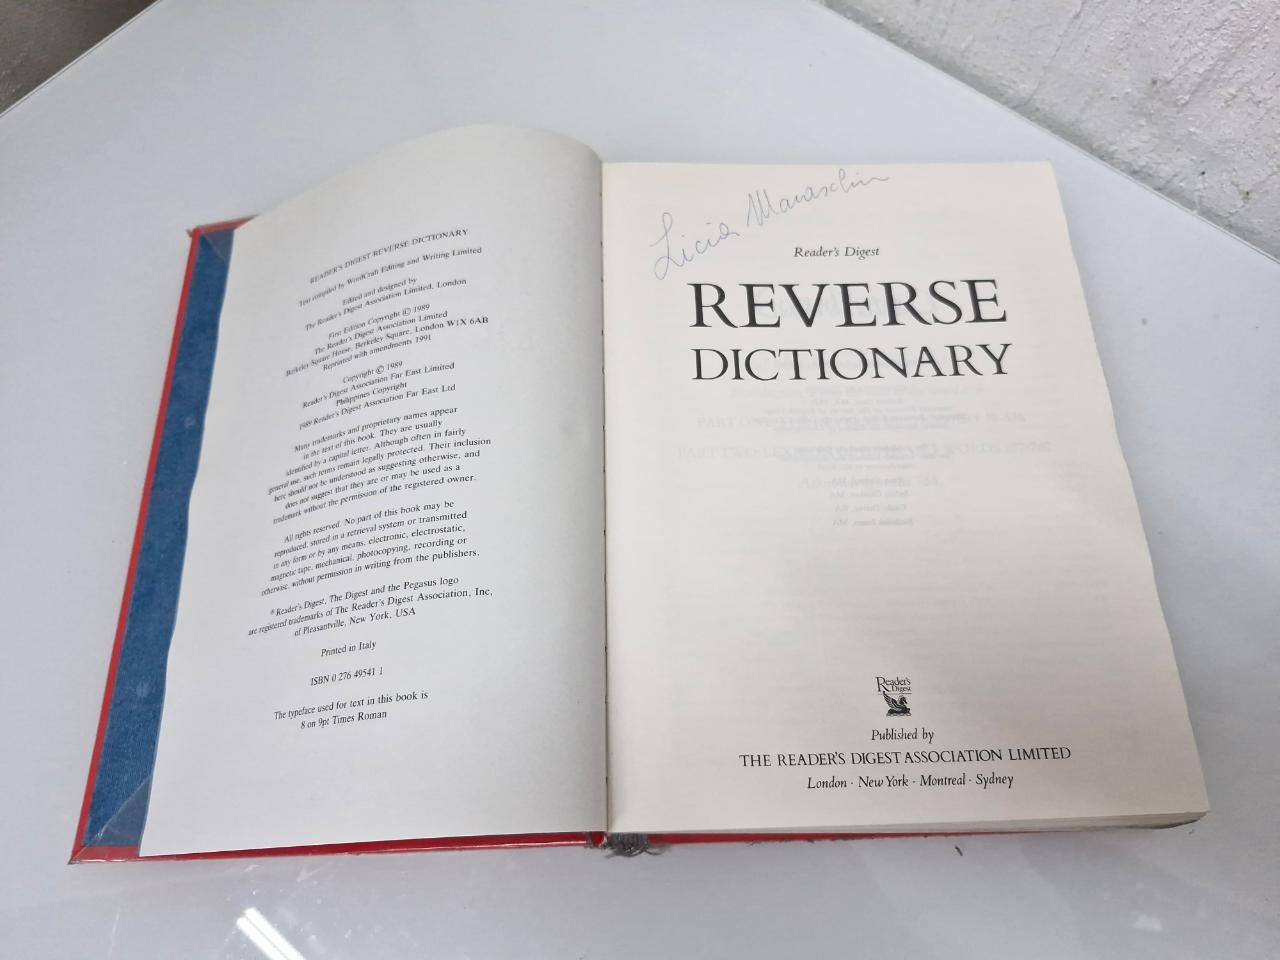 READER'S DIGEST REVERSE DICTIONARY
Text compiled by WordCraft Editing and Writing Limited
Edited and designed by
The Reader's Digest Association Limited, London
First Edition Copyright © 1989
The Reader's Digest Association Limited
Berkeley Square House, Berkeley Square, London W1X 6AB
Reprinted with amendments 1991
Copyright © 1989
Reader's Digest Association Far East Limited
Philippines Copyright
1989 Reader's Digest Association Far East Ltd
Many trademarks and proprietary names appear
in the text of this book. They are usually
identified by a capital letter. Although often in fairly
general use, such terms remain legally protected. Their inclusion
here should not be understood as suggesting otherwise, and
does not suggest that they are or may be used as a
trademark without the permission of the registered owner.
All rights reserved. No part of this book may be
reproduced, stored in a retrieval system or transmitted
in any form or by any means, electronic, electrostatic,
magnetic tape, mechanical, photocopying, recording or
otherwise, without permission in writing from the publishers.
® Reader's Digest, The Digest and the Pegasus logo
are registered trademarks of The Reader's Digest Association, Inc,
of Pleasantville, New York, USA
Printed in Italy
ISBN 0 276 49541 1
The typeface used for text in this book is
8 on 9pt Times Roman
Licia Maraschin
Reader's Digest
REVERSE
DICTIONARY
Reader's
Digest
Published by
THE READER'S DIGEST ASSOCIATION LIMITED
London · New York · Montreal · Sydney